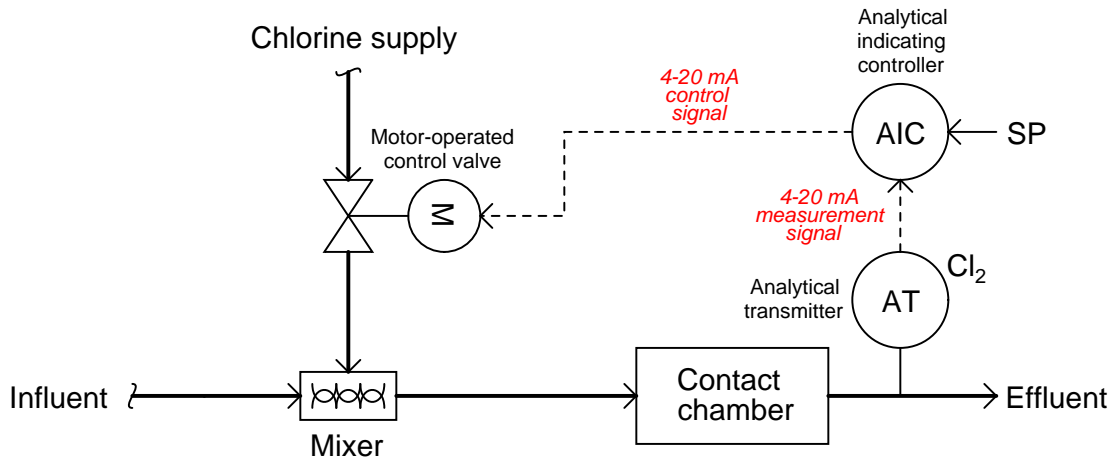 Chlorine supply
Analytical
indicating
controller
4-20 mA
control
signal
Motor-operated
control valve
M
AIC
SP
4-20 mA
measurement
signal
Cl2
Analytical
transmitter
AT
Influent
Mixer
Contact
chamber
Effluent